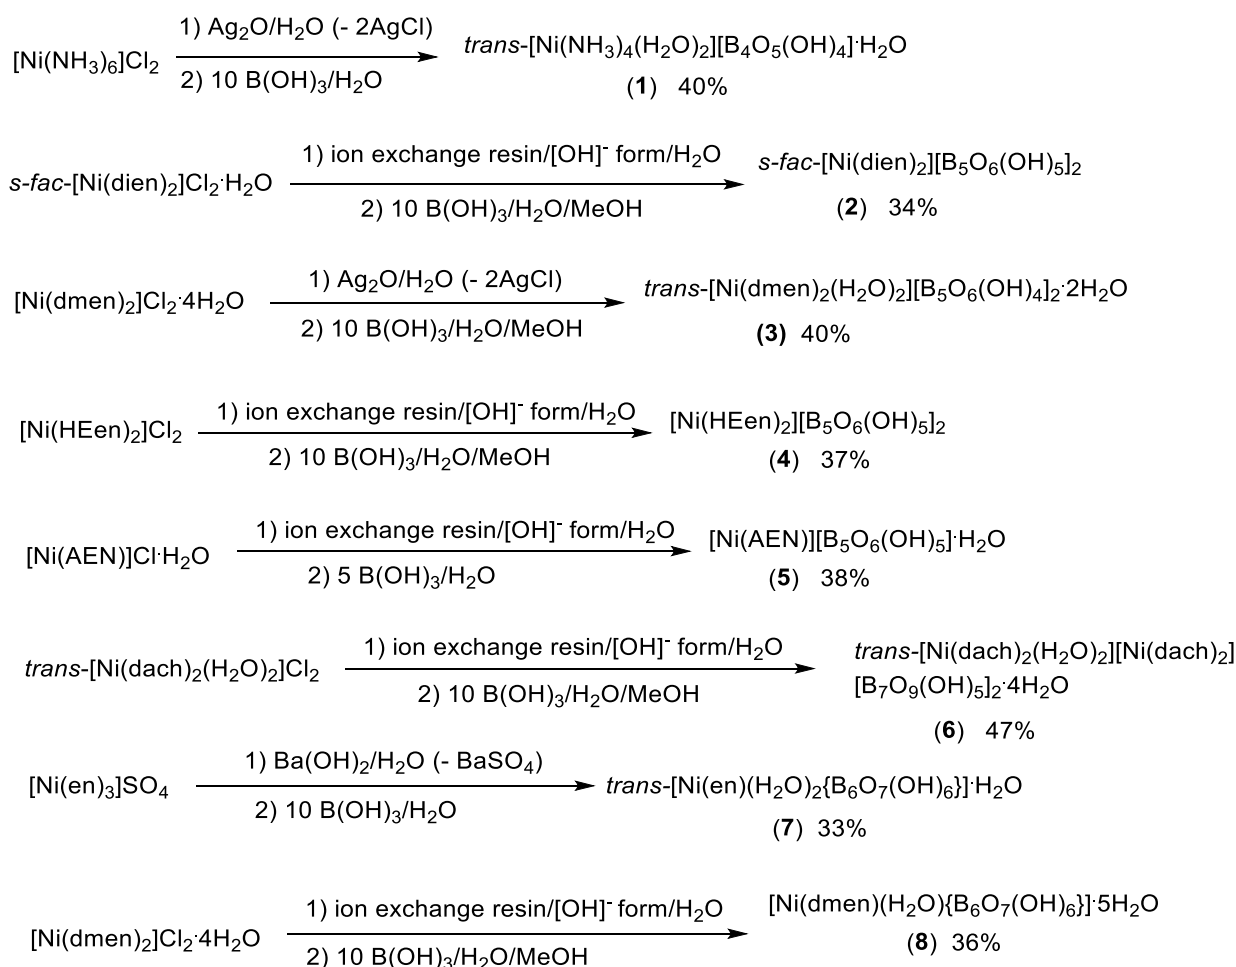 1) Ag₂O/H₂O (- 2AgCl)
[Ni(NH₃)₆]Cl₂
2) 10 B(OH)₃/H₂O
trans-[Ni(NH₃)₄(H₂O)₂][B₄O₅(OH)₄]·H₂O
(1) 40%
1) ion exchange resin/[OH]⁻ form/H₂O
s-fac-[Ni(dien)₂]Cl₂·H₂O
2) 10 B(OH)₃/H₂O/MeOH
s-fac-[Ni(dien)₂][B₅O₆(OH)₅]₂
(2) 34%
1) Ag₂O/H₂O (- 2AgCl)
[Ni(dmen)₂]Cl₂·4H₂O
2) 10 B(OH)₃/H₂O/MeOH
trans-[Ni(dmen)₂(H₂O)₂][B₅O₆(OH)₄]₂·2H₂O
(3) 40%
1) ion exchange resin/[OH]⁻ form/H₂O
[Ni(HEen)₂]Cl₂
2) 10 B(OH)₃/H₂O/MeOH
[Ni(HEen)₂][B₅O₆(OH)₅]₂
(4) 37%
1) ion exchange resin/[OH]⁻ form/H₂O
[Ni(AEN)]Cl·H₂O
2) 5 B(OH)₃/H₂O
[Ni(AEN)][B₅O₆(OH)₅]·H₂O
(5) 38%
1) ion exchange resin/[OH]⁻ form/H₂O
trans-[Ni(dach)₂(H₂O)₂]Cl₂
2) 10 B(OH)₃/H₂O/MeOH
trans-[Ni(dach)₂(H₂O)₂][Ni(dach)₂]
[B₇O₉(OH)₅]₂·4H₂O
(6) 47%
1) Ba(OH)₂/H₂O (- BaSO₄)
[Ni(en)₃]SO₄
2) 10 B(OH)₃/H₂O
trans-[Ni(en)(H₂O)₂{B₆O₇(OH)₆}]·H₂O
(7) 33%
1) ion exchange resin/[OH]⁻ form/H₂O
[Ni(dmen)₂]Cl₂·4H₂O
2) 10 B(OH)₃/H₂O/MeOH
[Ni(dmen)(H₂O){B₆O₇(OH)₆}]·5H₂O
(8) 36%